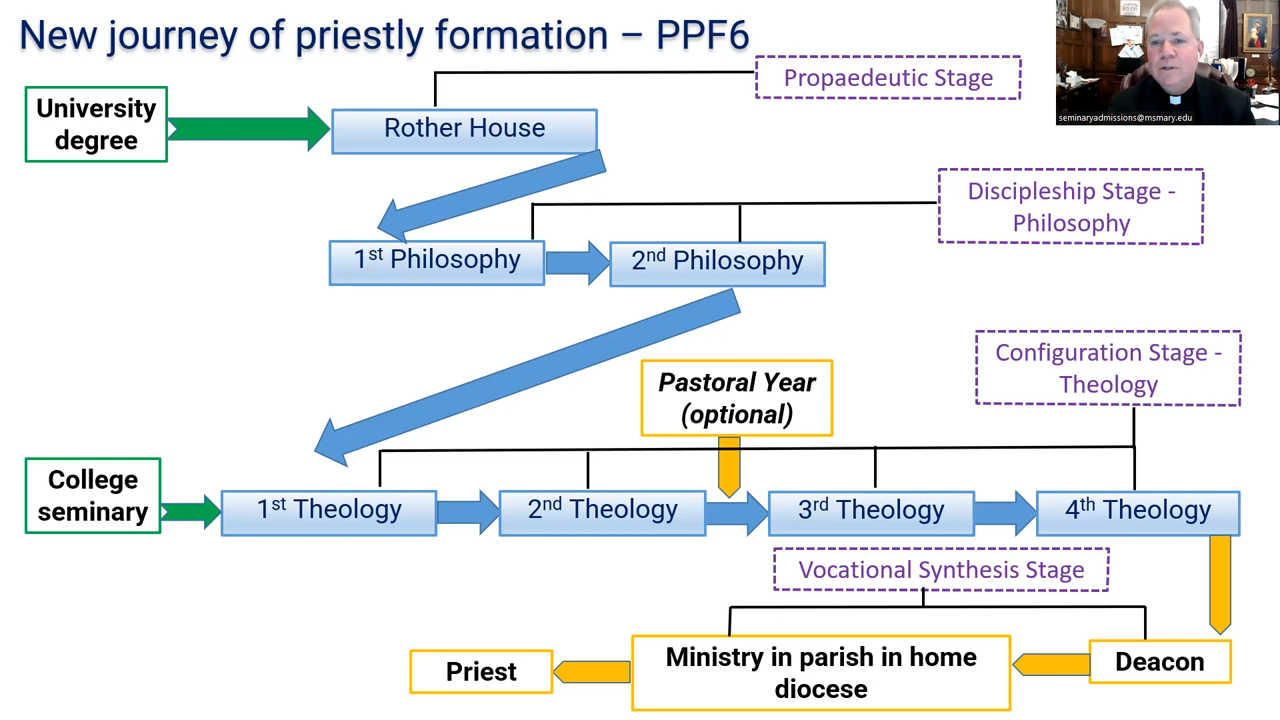 New journey of priestly formation – PPF6
Propaedeutic Stage
seminaryadmissions@msmary.edu
University
degree
Rother House
Discipleship Stage -
Philosophy
1st Philosophy
2nd Philosophy
Configuration Stage -
Theology
Pastoral Year
(optional)
College
seminary
1st Theology
2nd Theology
3rd Theology
4th Theology
Vocational Synthesis Stage
Priest
Ministry in parish in home
diocese
Deacon